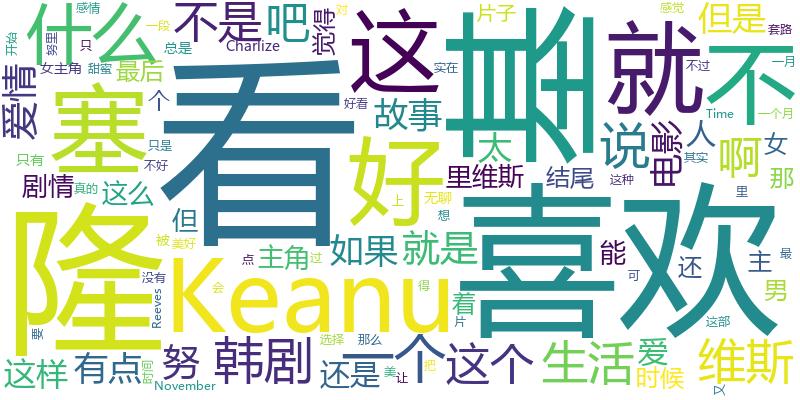 开始
努里
感情
只
一段
总是
对
什么
不是
Charlize
吧
觉得
片子
感觉
套路
但是
女主角
甜蜜
最后
实在
这
真
就
不过
不
一月
爱情
个
塞
看
好看
故事
太
说
Time
一个月
电影
人
女
只有
真的
这么
剧情
只是
不好
好
里维斯
结尾
其实
啊
那
这种
隆
但
上
无聊
想
里
喜欢
被
美好
点
主角
过
如果
就是
能
还
主
最
没有
Keanu
会
得
着
可
男
要
Reeves
片
这部
这样
有点
时间
努
November
韩剧
还是
选择
一个
那么
美
让
把
这个
生活
爱
时候
维斯
又